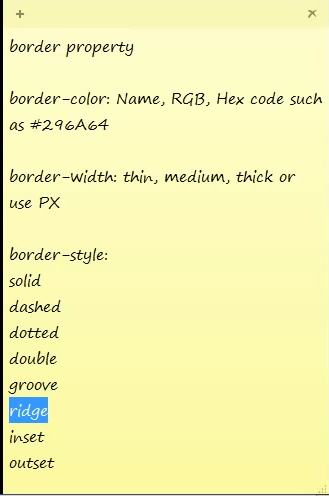 border property
border-color: Name, RGB, Hex code such
as #296A64
border-width: thin, medium, thick or
use PX
border-style:
solid
dashed
dotted
double
groove
ridge
inset
outset